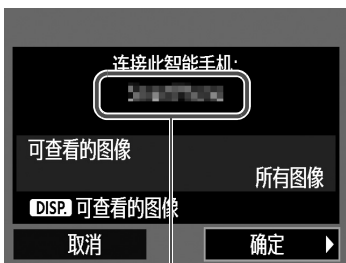 连接此智能手机:
可查看的图像
所有图像
DISP. 可查看的图像
取消
确定